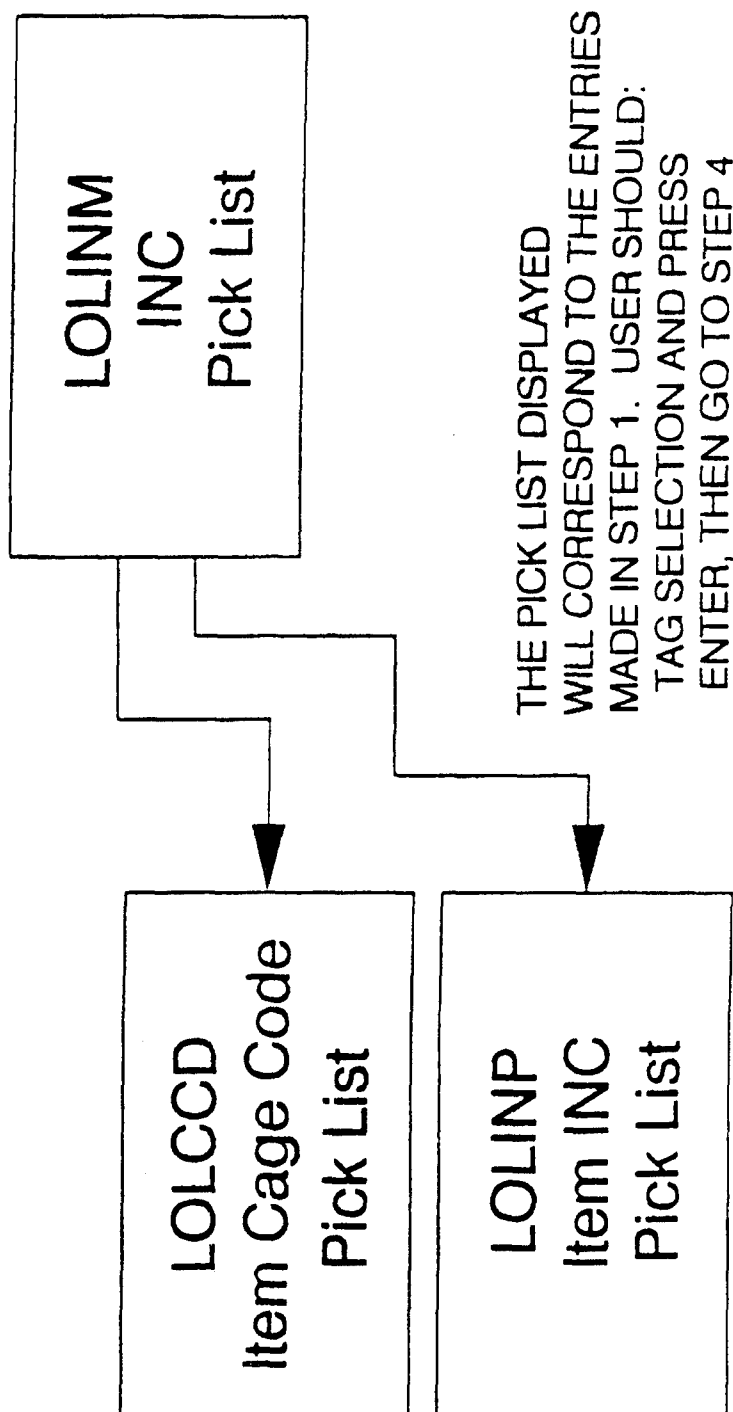 LOLINM
INC
Pick List
LOLCCD
Item Cage Code
Pick List
LOLINP
Item INC
Pick List
THE PICK LIST DISPLAYED
WILL CORRESPOND TO THE ENTRIES
MADE IN STEP 1. USER SHOULD:
TAG SELECTION AND PRESS
ENTER, THEN GO TO STEP 4